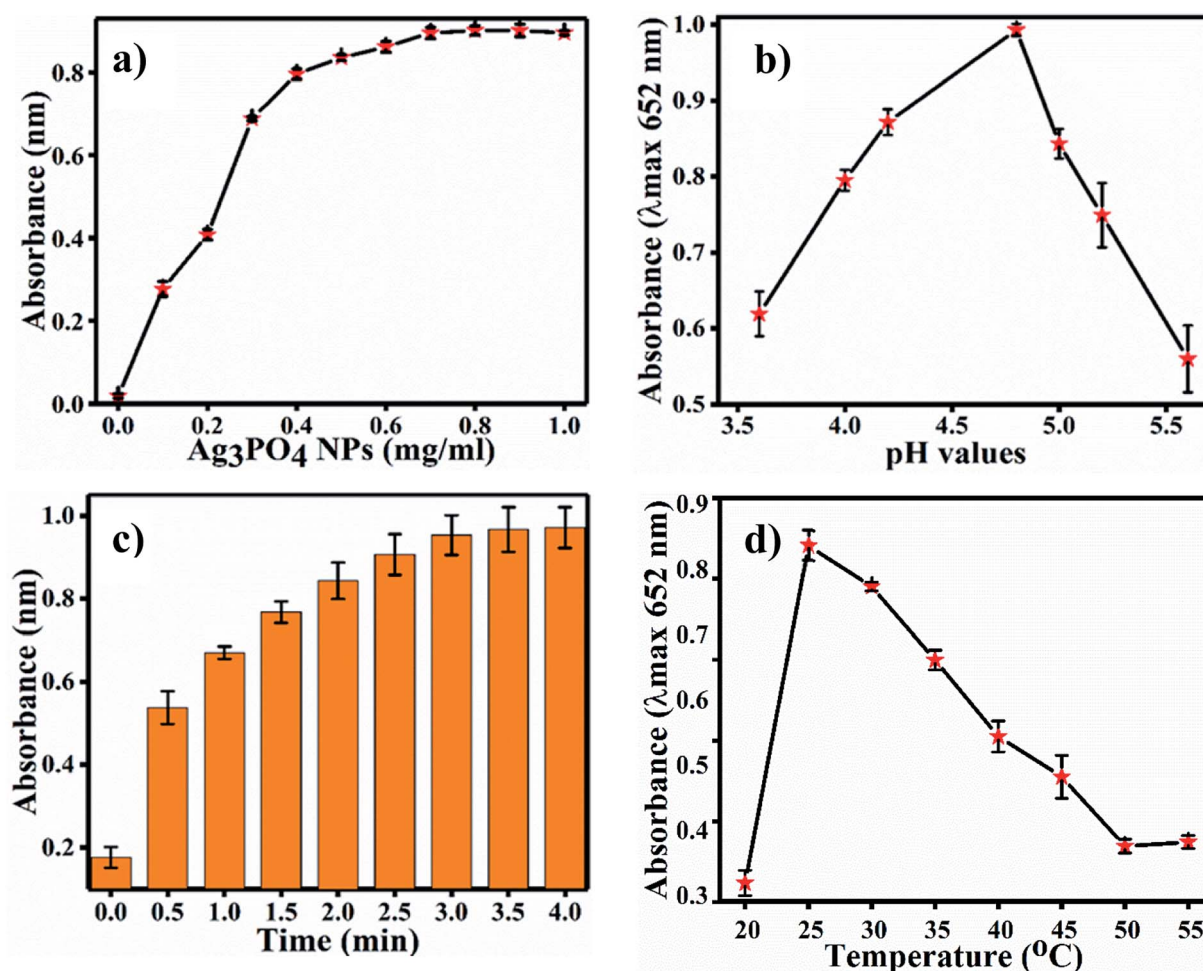 a)
Absorbance (nm)
0.8
0.6
0.4
0.2
0.0
0.0 0.2 0.4 0.6 0.8 1.0
Ag3PO4 NPs (mg/ml)
b)
Absorbance (λmax 652 nm)
1.0
0.9
0.8
0.7
0.6
0.5
3.5 4.0 4.5 5.0 5.5
pH values
c)
Absorbance (nm)
1.0
0.8
0.6
0.4
0.2
0.0 0.5 1.0 1.5 2.0 2.5 3.0 3.5 4.0
Time (min)
d)
Absorbance (λmax 652 nm)
0.9
0.8
0.7
0.6
0.5
0.4
0.3
20 25 30 35 40 45 50 55
Temperature (oC)